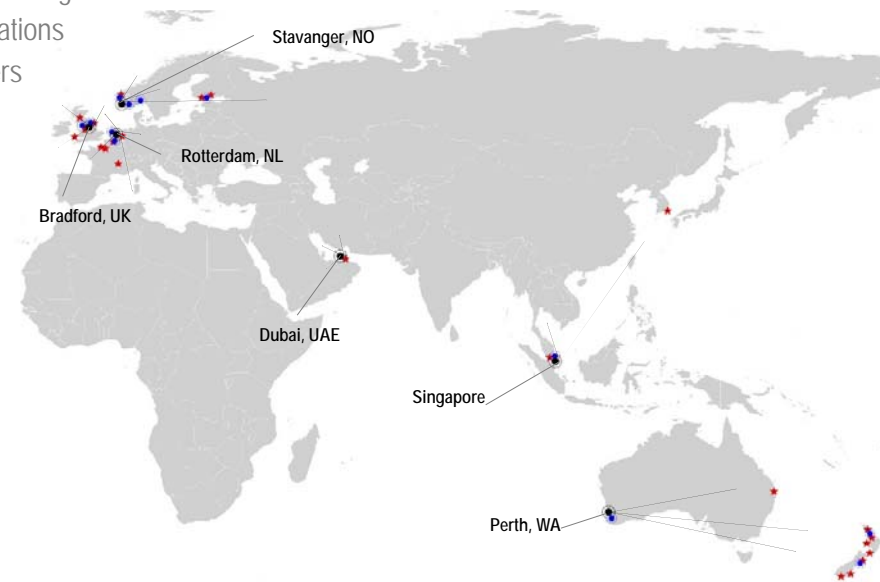 ations
rs
Stavanger, NO
Rotterdam, NL
Bradford, UK
Dubai, UAE
Singapore
Perth, WA